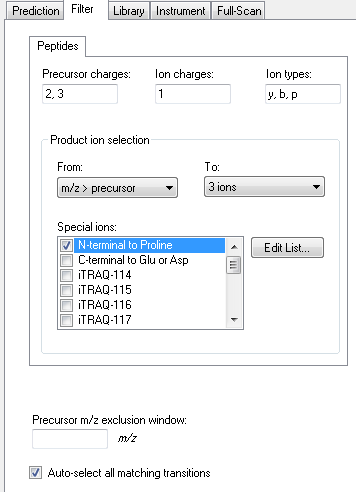 Prediction Filter Library Instrument Full-Scan
Peptides
Precursor charges: Ion charges: Ion types:
2, 3 1 y, b, p
Product ion selection
From: To:
m/z > precursor 3 ions
Special ions:
N-terminal to Proline
C-terminal to Glu or Asp
iTRAQ-114
iTRAQ-115
iTRAQ-116
iTRAQ-117
Edit List...
Precursor m/z exclusion window:
m/z
Auto-select all matching transitions